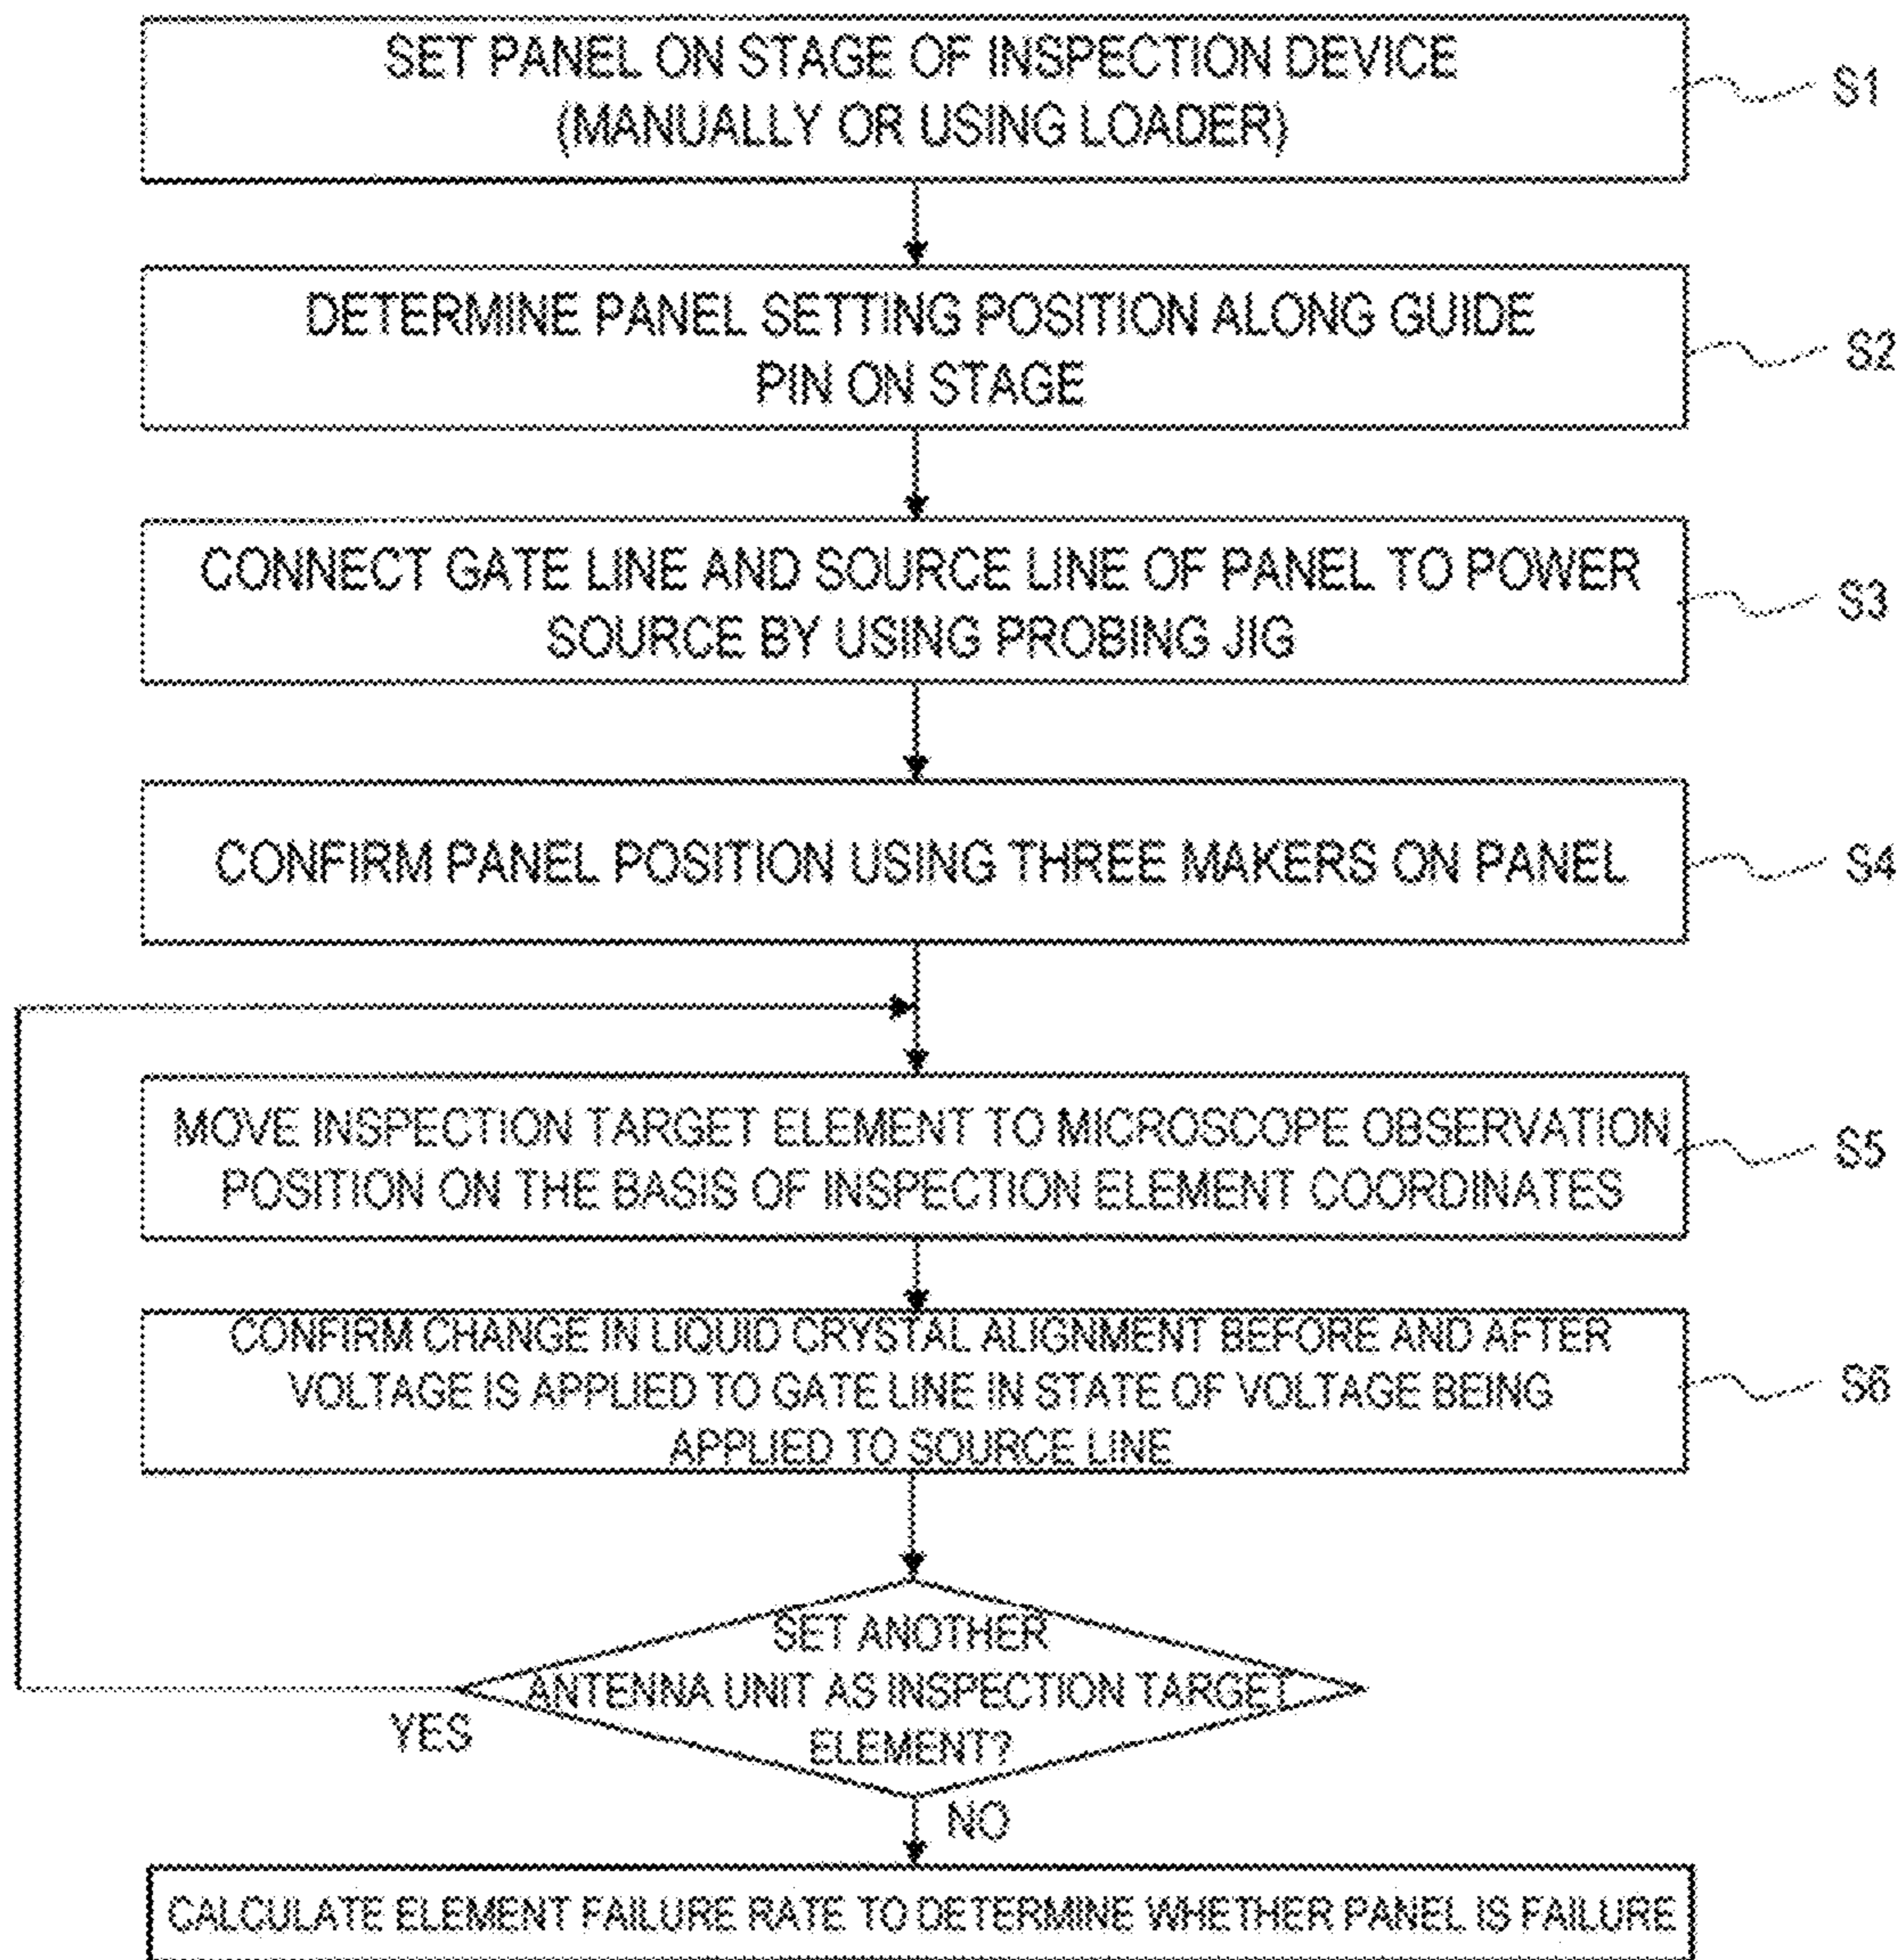 SET PANEL ON STAGE OF INSPECTION DEVICE
(MANUALLY OR USING LOADER)
S1
DETERMINE PANEL SETTING POSITION ALONG GUIDE
PIN ON STAGE
S2
CONNECT GATE LINE AND SOURCE LINE OF PANEL TO POWER
SOURCE BY USING PROBING JIG
S3
CONFIRM PANEL POSITION USING THREE MAKERS ON PANEL
S4
MOVE INSPECTION TARGET ELEMENT TO MICROSCOPE OBSERVATION
POSITION ON THE BASIS OF INSPECTION ELEMENT COORDINATES
S5
CONFIRM CHANGE IN LIQUID CRYSTAL ALIGNMENT BEFORE AND AFTER
VOLTAGE IS APPLIED TO GATE LINE IN STATE OF VOLTAGE BEING
APPLIED TO SOURCE LINE
S6
SET ANOTHER
ANTENNA UNIT AS INSPECTION TARGET
ELEMENT?
YES
NO
CALCULATE ELEMENT FAILURE RATE TO DETERMINE WHETHER PANEL IS FAILURE